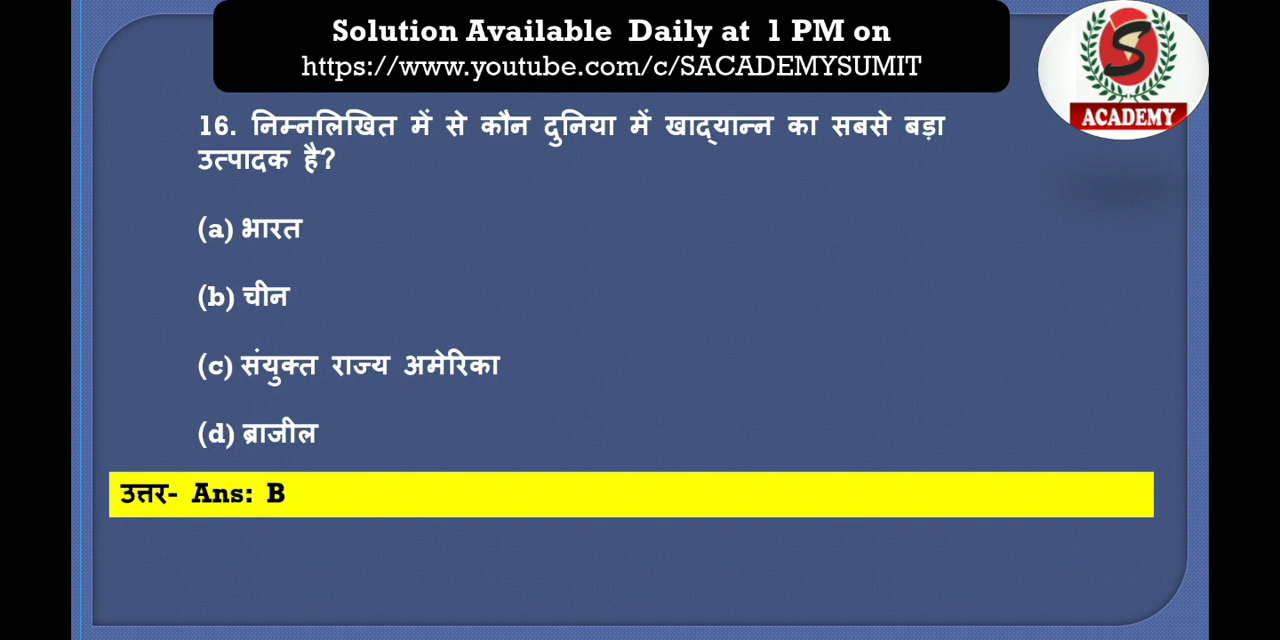 Solution Available Daily at 1 PM on
https://www.youtube.com/c/SACADEMYSUMIT
S
ACADEMY
16. निम्नलिखित में से कौन दुनिया में खाद्यान्न का सबसे बड़ा
उत्पादक है?
(a) भारत
(b) चीन
(c) संयुक्त राज्य अमेरिका
(d) ब्राजील
उत्तर- Ans: B